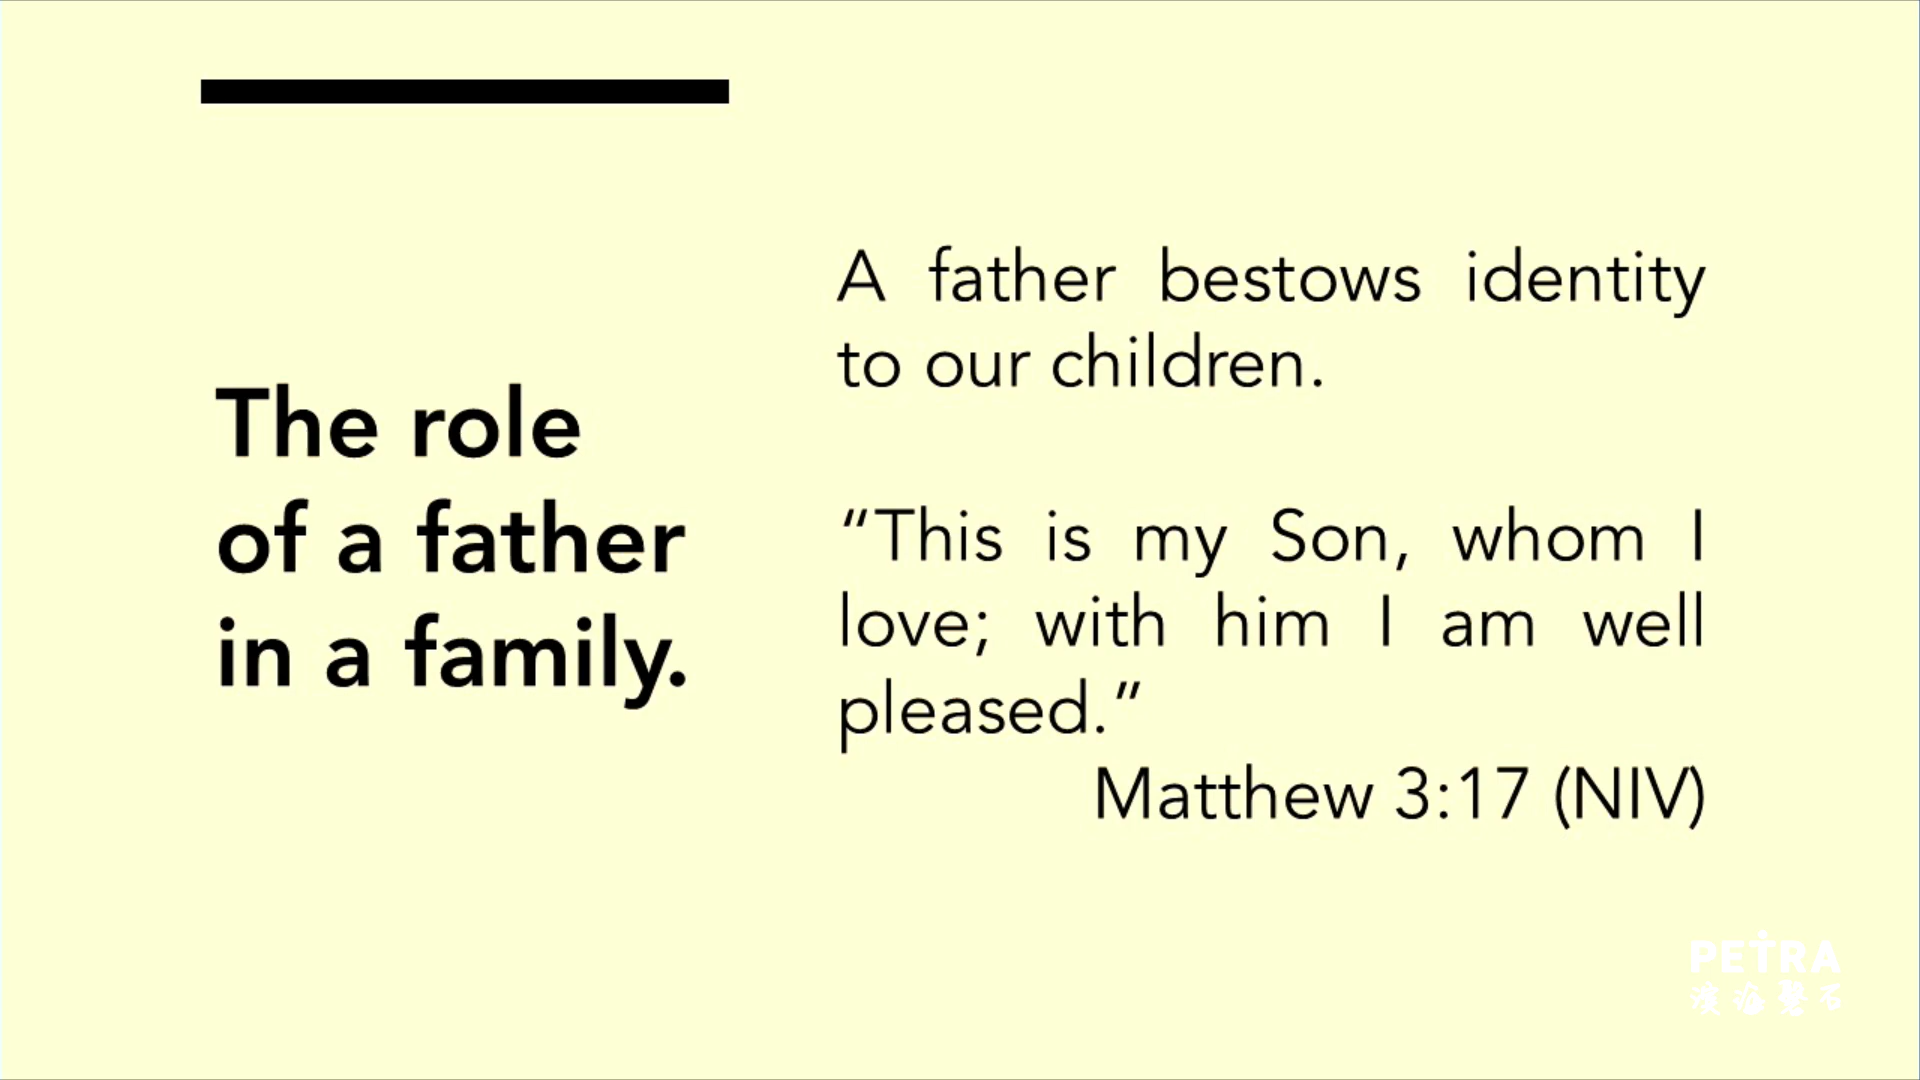 The role
of a father
in a family.
A father bestows identity
to our children.
“This is my Son, whom I
love; with him I am well
pleased.”
Matthew 3:17 (NIV)
PETRA